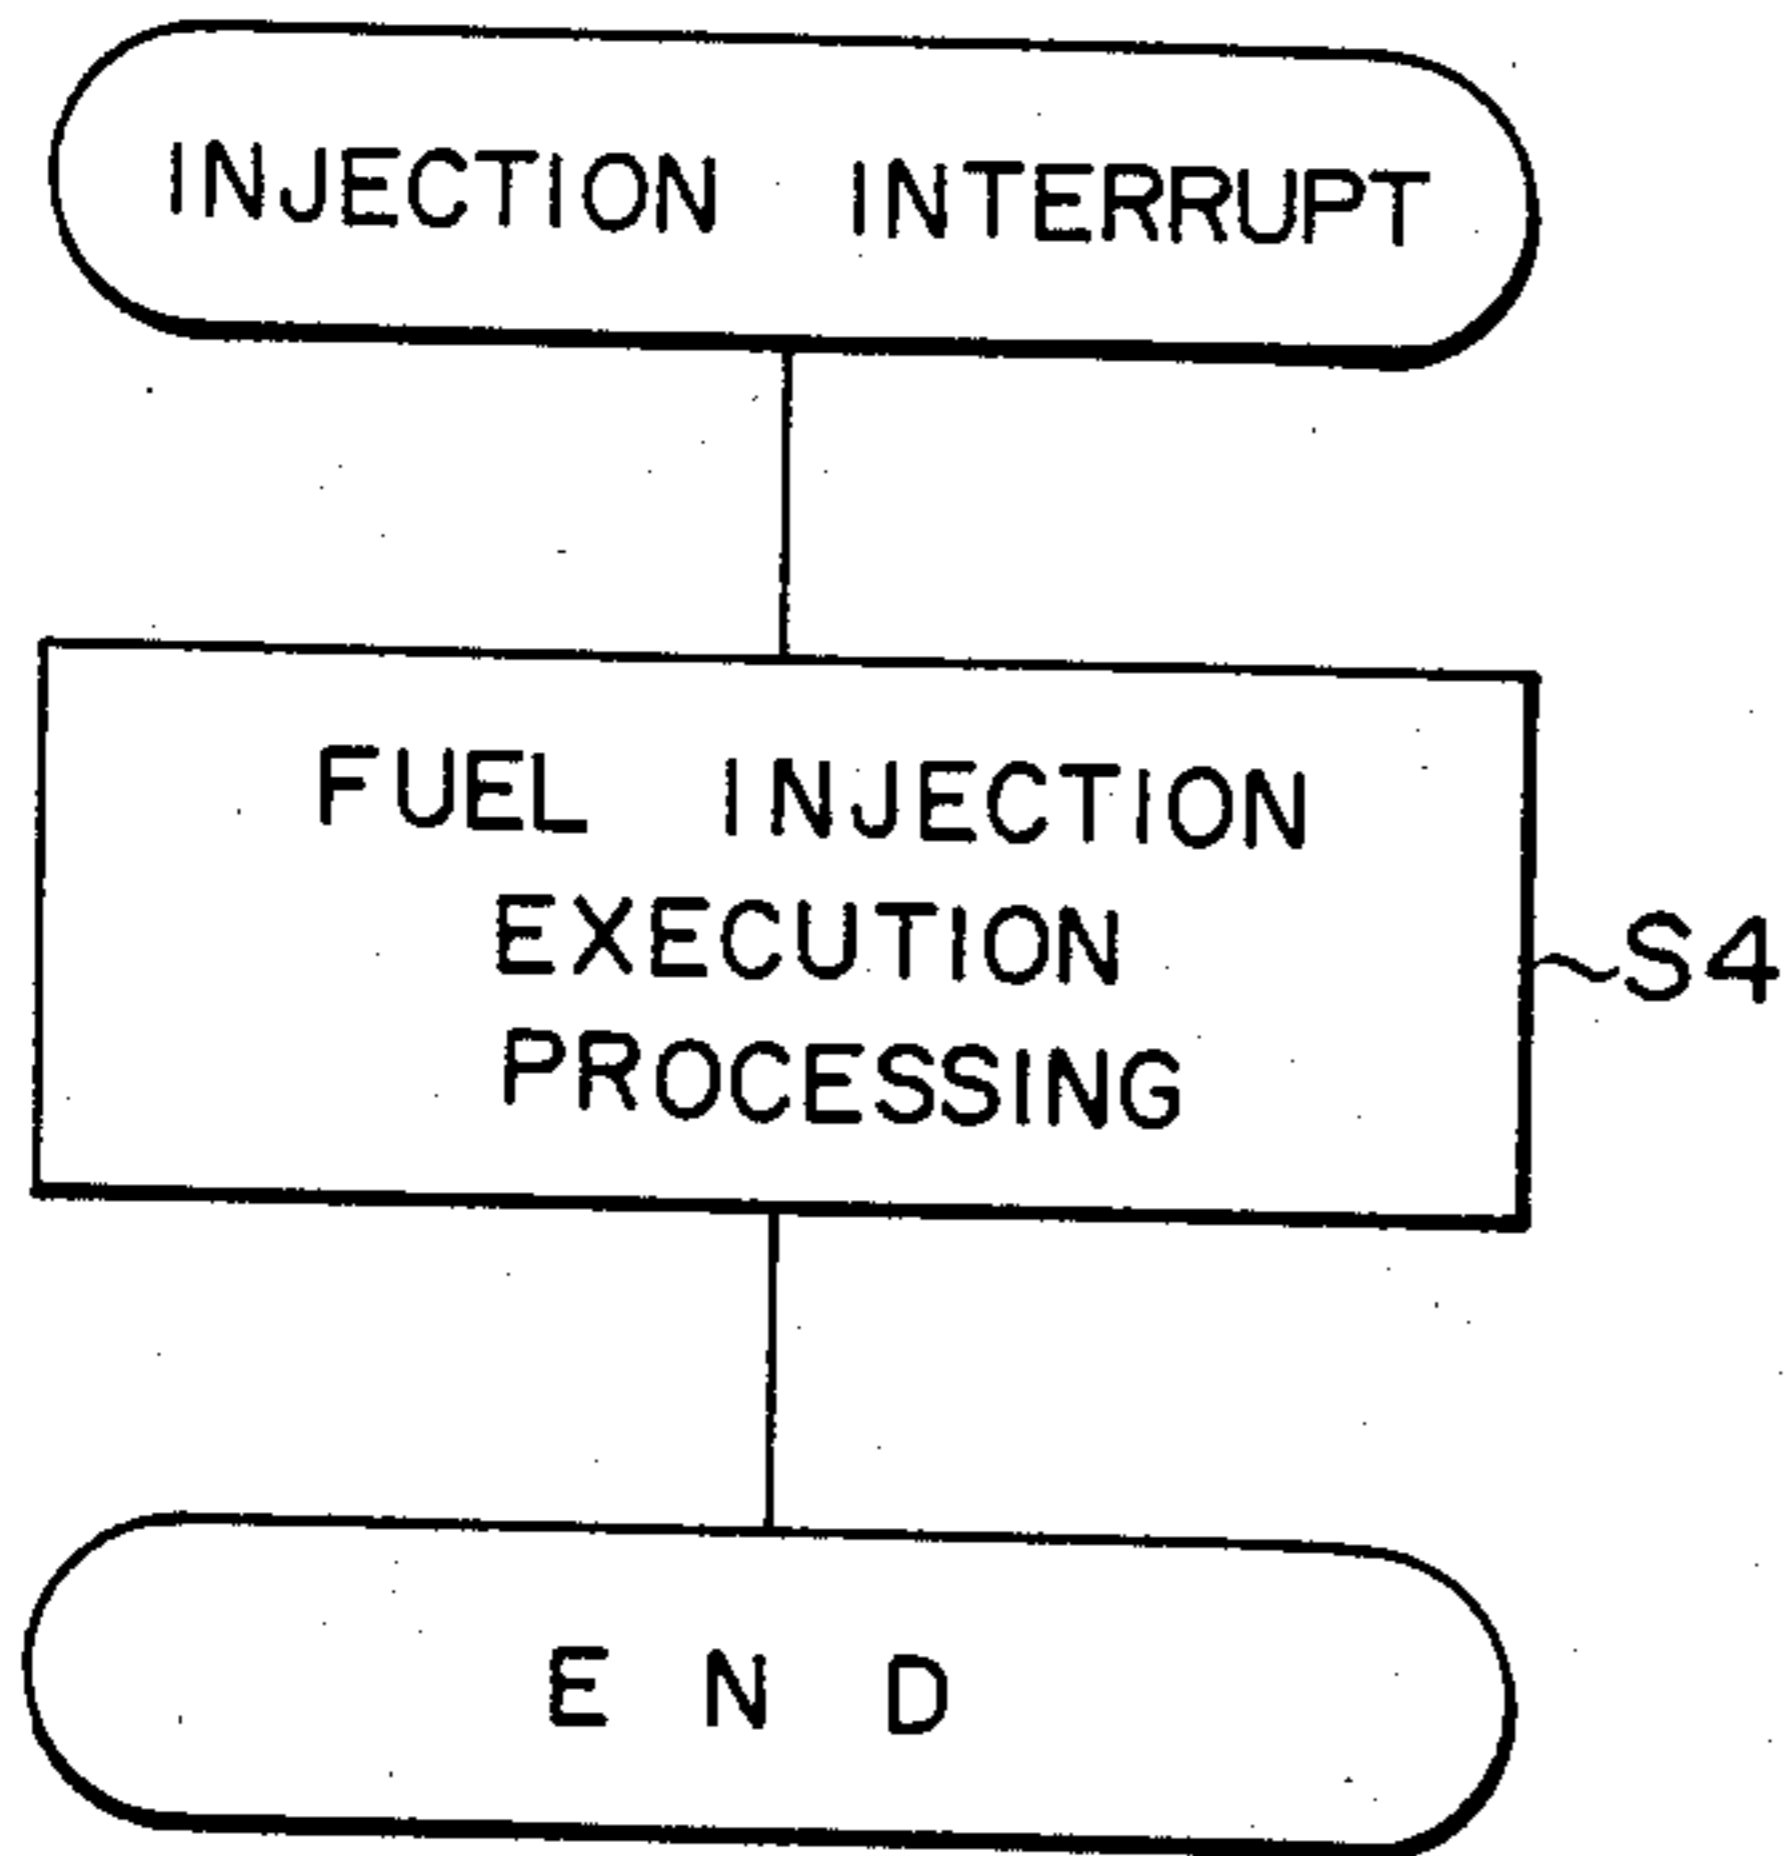 INJECTION INTERRUPT
FUEL INJECTION
EXECUTION
PROCESSING
S4
END